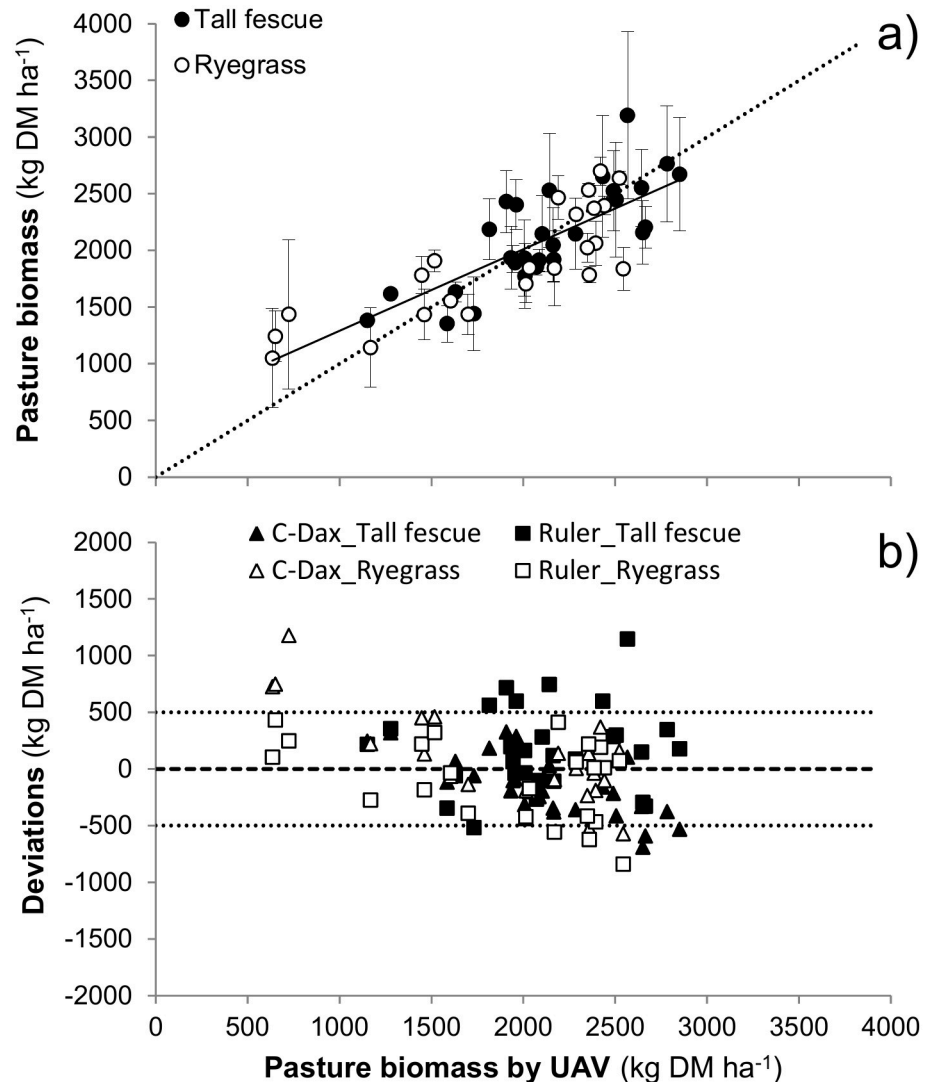 a)
● Tall fescue
○ Ryegrass
Pasture biomass (kg DM ha⁻¹)
4000
3500
3000
2500
2000
1500
1000
500
0
b)
▲ C-Dax_Tall fescue ■ Ruler_Tall fescue
△ C-Dax_Ryegrass □ Ruler_Ryegrass
Deviations (kg DM ha⁻¹)
2000
1500
1000
500
0
-500
-1000
-1500
-2000
0 500 1000 1500 2000 2500 3000 3500 4000
Pasture biomass by UAV (kg DM ha⁻¹)